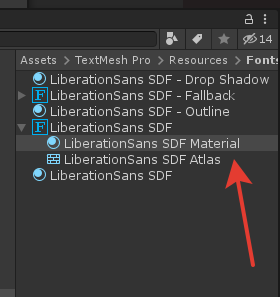 14
Assets > TextMesh Pro > Resources > Fonts
LiberationSans SDF - Drop Shadow
LiberationSans SDF - Fallback
LiberationSans SDF - Outline
LiberationSans SDF
LiberationSans SDF Material
LiberationSans SDF Atlas
LiberationSans SDF